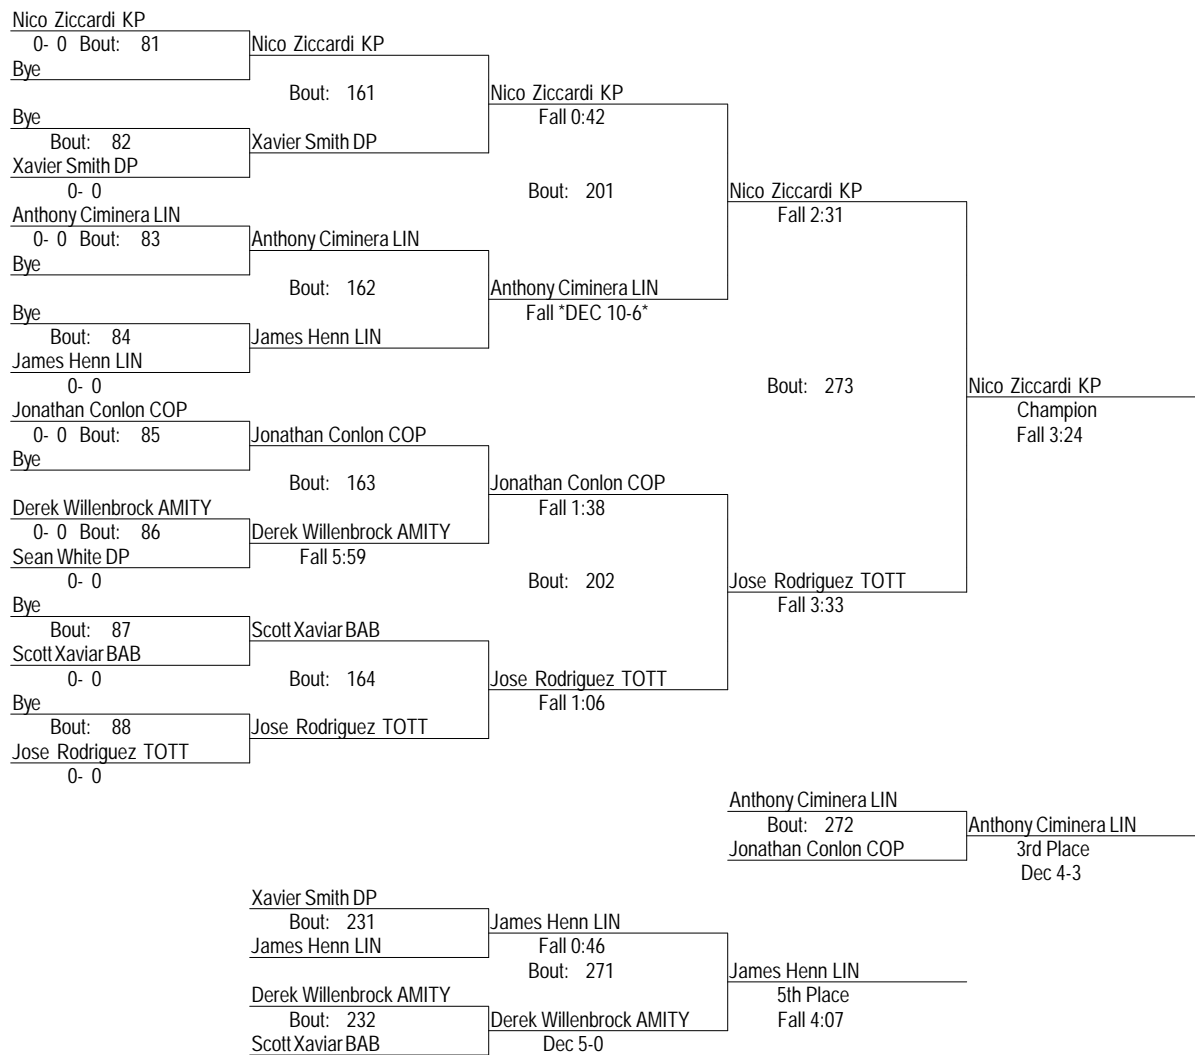 Nico Ziccardi KP
0- 0 Bout: 81
Bye
Bye
Bout: 82
Xavier Smith DP
0- 0
Anthony Ciminera LIN
0- 0 Bout: 83
Bye
Bye
Bout: 84
James Henn LIN
0- 0
Jonathan Conlon COP
0- 0 Bout: 85
Bye
Derek Willenbrock AMITY
0- 0 Bout: 86
Sean White DP
0- 0
Bye
Bout: 87
Scott Xaviar BAB
0- 0
Bye
Bout: 88
Jose Rodriguez TOTT
0- 0
Nico Ziccardi KP
Bout: 161
Xavier Smith DP
Anthony Ciminera LIN
Bout: 162
James Henn LIN
Jonathan Conlon COP
Bout: 163
Derek Willenbrock AMITY
Fall 5:59
Scott Xaviar BAB
Bout: 164
Jose Rodriguez TOTT
Nico Ziccardi KP
Fall 0:42
Bout: 201
Anthony Ciminera LIN
Fall *DEC 10-6*
Jonathan Conlon COP
Fall 1:38
Bout: 202
Jose Rodriguez TOTT
Fall 1:06
Nico Ziccardi KP
Fall 2:31
Bout: 273
Jose Rodriguez TOTT
Fall 3:33
Nico Ziccardi KP
Champion
Fall 3:24
Anthony Ciminera LIN
Bout: 272
Jonathan Conlon COP
Anthony Ciminera LIN
3rd Place
Dec 4-3
Xavier Smith DP
Bout: 231
James Henn LIN
Derek Willenbrock AMITY
Bout: 232
Scott Xaviar BAB
James Henn LIN
Fall 0:46
Bout: 271
Derek Willenbrock AMITY
Dec 5-0
James Henn LIN
5th Place
Fall 4:07